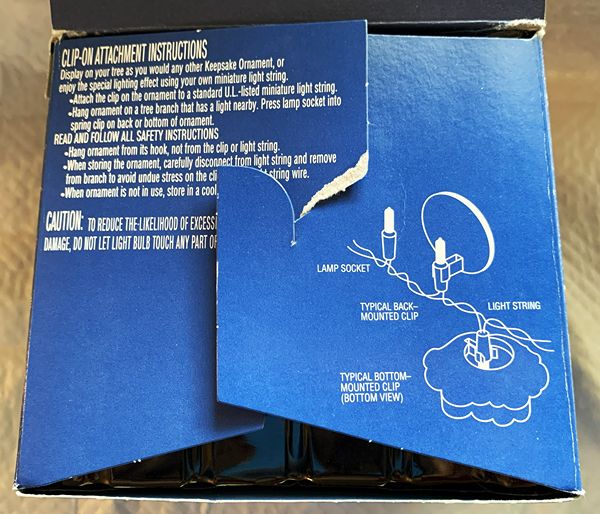 CLIP-ON ATTACHMENT INSTRUCTIONS
Display on your tree as you would any other Keepsake Ornament, or
enjoy the special lighting effect using your own miniature light string.
•Attach the clip on the ornament to a standard U.L.-listed miniature light string.
•Hang ornament on a tree branch that has a light nearby. Press lamp socket into
spring clip on back or bottom of ornament.
READ AND FOLLOW ALL SAFETY INSTRUCTIONS
•Hang ornament from its hook, not from the clip or light string.
•When storing the ornament, carefully disconnect from light string and remove
from branch to avoid undue stress on the string wire.
•When ornament is not in use, store in a cool,
CAUTION: TO REDUCE THE LIKELIHOOD OF
DAMAGE, DO NOT LET LIGHT BULB TOUCH ANY PART OF
LAMP SOCKET
TYPICAL BACK–
MOUNTED CLIP
LIGHT STRING
TYPICAL BOTTOM–
MOUNTED CLIP
(BOTTOM VIEW)